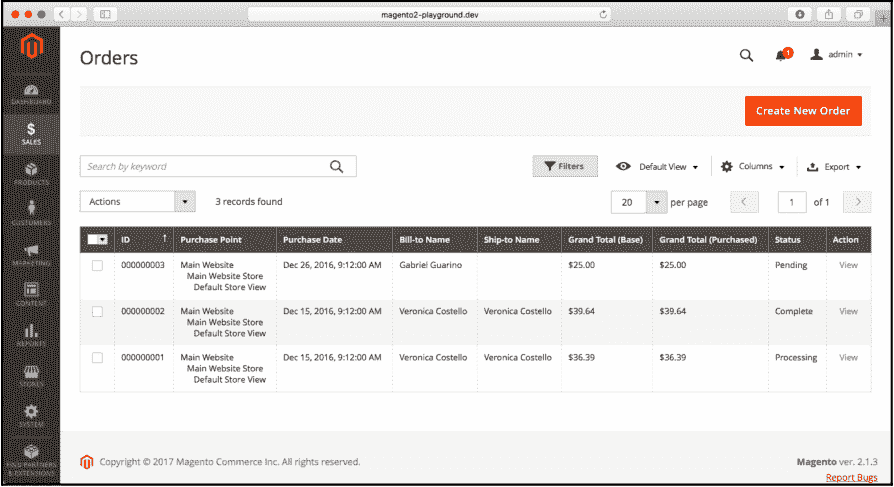 magento2-playground.dev
Orders
1
admin
Create New Order
Search by keyword
Filters
Default View
Columns
Export
Actions
3 records found
20
per page
1
of 1
ID
Purchase Point
Purchase Date
Bill-to Name
Ship-to Name
Grand Total (Base)
Grand Total (Purchased)
Status
Action
000000003
Main Website
Main Website Store
Default Store View
Dec 26, 2016, 9:12:00 AM
Gabriel Guarino
$25.00
$25.00
Pending
View
000000002
Main Website
Main Website Store
Default Store View
Dec 15, 2016, 9:12:00 AM
Veronica Costello
Veronica Costello
$39.64
$39.64
Complete
View
000000001
Main Website
Main Website Store
Default Store View
Dec 15, 2016, 9:12:00 AM
Veronica Costello
Veronica Costello
$36.39
$36.39
Processing
View
DASHBOARD
$
SALES
PRODUCTS
CUSTOMERS
MARKETING
CONTENT
REPORTS
STORES
SYSTEM
FIND PARTNERS
& EXTENSIONS
Copyright © 2017 Magento Commerce Inc. All rights reserved.
Magento ver. 2.1.3
Report Bugs